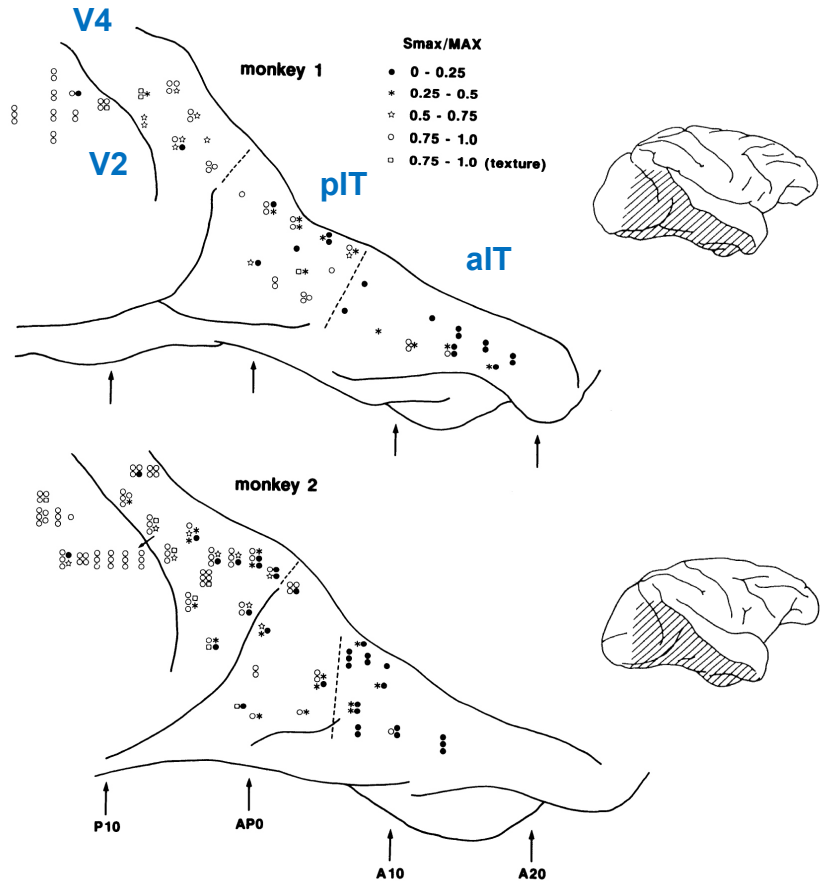 V4
monkey 1
Smax/MAX
0 - 0.25
0.25 - 0.5
0.5 - 0.75
0.75 - 1.0
0.75 - 1.0 (texture)
V2
pIT
aIT
monkey 2
P10
AP0
A10
A20